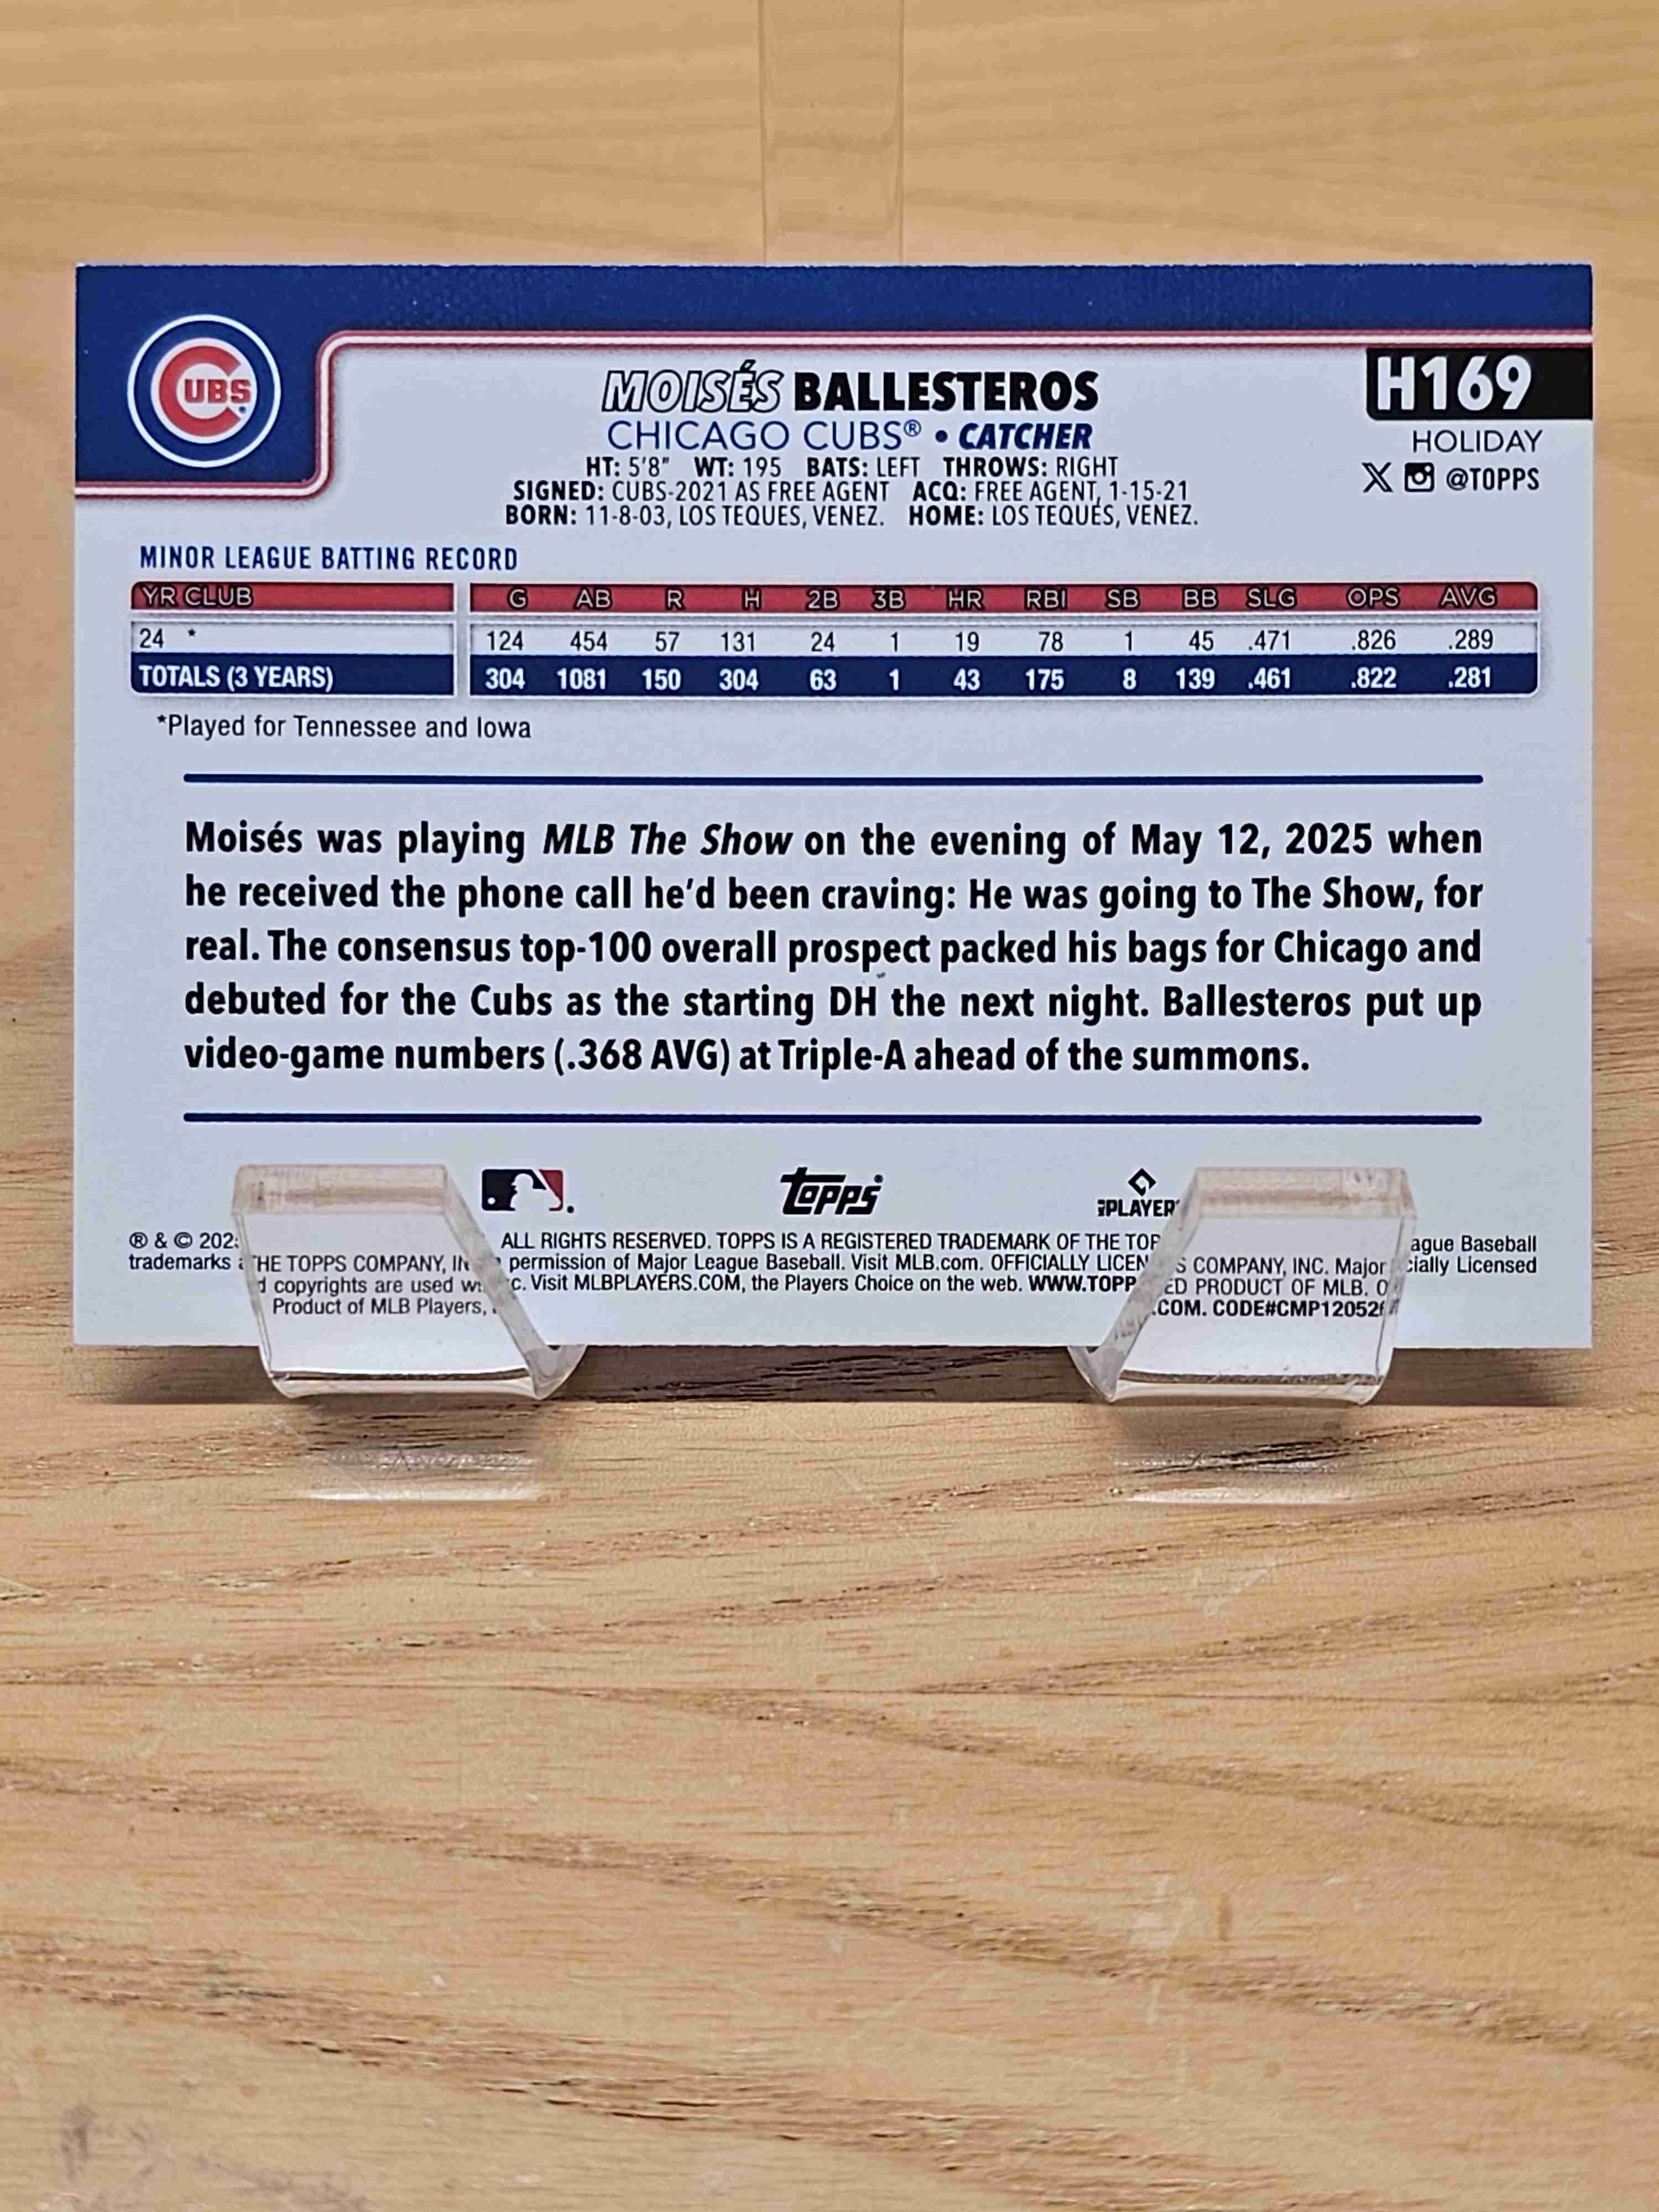 CUBS
MOISÉS BALLESTEROS
H169
CHICAGO CUBS® • CATCHER
HOLIDAY
HT: 5'8" WT: 195 BATS: LEFT THROWS: RIGHT
@TOPPS
SIGNED: CUBS-2021 AS FREE AGENT ACQ: FREE AGENT, 1-15-21
BORN: 11-8-03, LOS TEQUES, VENEZ. HOME: LOS TEQUES, VENEZ.
MINOR LEAGUE BATTING RECORD
YR CLUB G AB R H 2B 3B HR RBI SB BB SLG OPS AVG
24 * 124 454 57 131 24 1 19 78 1 45 .471 .826 .289
TOTALS (3 YEARS) 304 1081 150 304 63 1 43 175 8 139 .461 .822 .281
*Played for Tennessee and Iowa
Moisés was playing MLB The Show on the evening of May 12, 2025 when
he received the phone call he'd been craving: He was going to The Show, for
real. The consensus top-100 overall prospect packed his bags for Chicago and
debuted for the Cubs as the starting DH the next night. Ballesteros put up
video-game numbers (.368 AVG) at Triple-A ahead of the summons.
topps
PLAYER
® & © THE TOPPS COMPANY, ALL RIGHTS RESERVED. TOPPS IS A REGISTERED TRADEMARK OF THE COMPANY, INC. Major Baseball
trademarks copyrights are used permission of Major League Baseball. Visit MLB.com. OFFICIALLY PRODUCT OF MLB. Licensed
Product of MLB Players, Visit MLBPLAYERS.COM, the Players Choice on the web. WWW.TOPP .COM. CODE#CMP12052